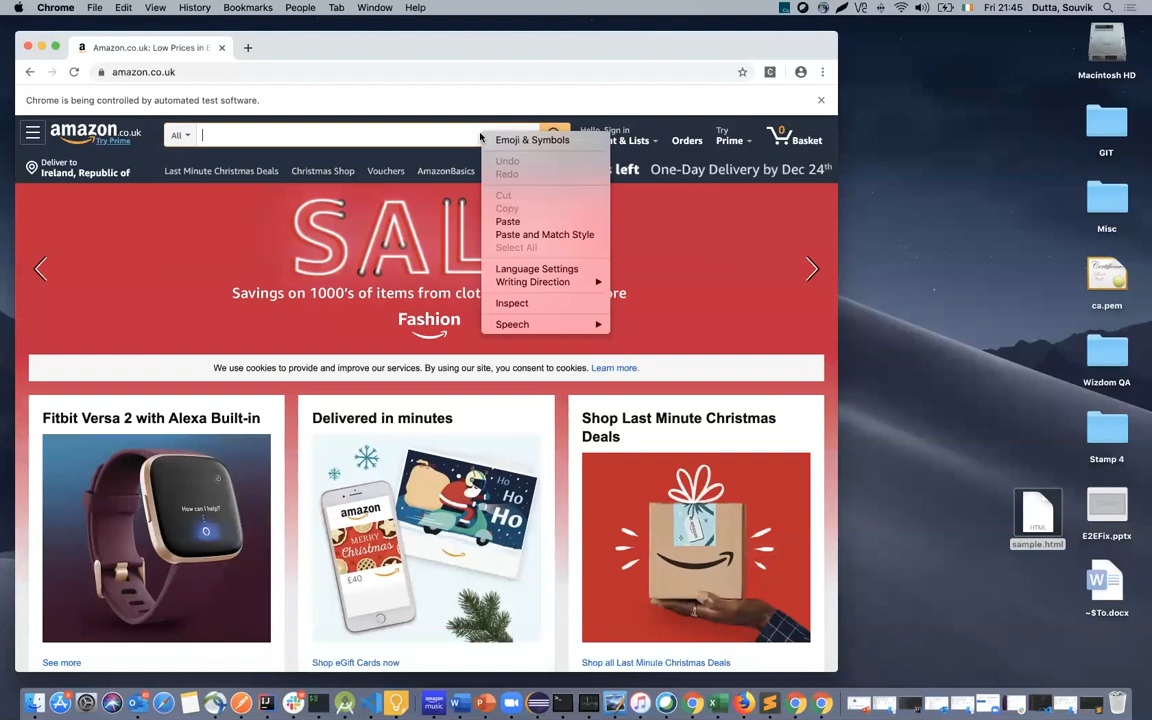 Chrome File Edit View History Bookmarks People Tab Window Help
Fri 21:45 Dutta, Souvik
Amazon.co.uk: Low Prices in E
amazon.co.uk
Chrome is being controlled by automated test software.
amazon.co.uk
Try Prime
All
Hello, Sign in
t & Lists
Orders
Try
Prime
0
Basket
Deliver to
Ireland, Republic of
Last Minute Christmas Deals Christmas Shop Vouchers AmazonBasics
left One-Day Delivery by Dec 24th*
Emoji & Symbols
Undo
Redo
Cut
Copy
Paste
Paste and Match Style
Select All
Language Settings
Writing Direction
Inspect
Speech
SAL
Savings on 1000's of items from clot
re
Fashion
We use cookies to provide and improve our services. By using our site, you consent to cookies. Learn more.
Fitbit Versa 2 with Alexa Built-in
How can I help?
See more
Delivered in minutes
amazon
MERRY
Christmas
£40
Ho
Ho
Ho
Shop eGift Cards now
Shop Last Minute Christmas
Deals
Shop all Last Minute Christmas Deals
Macintosh HD
GIT
Misc
ca.pem
Wizdom QA
Stamp 4
HTML
sample.html
E2EFix.pptx
~$To.docx
amazon
music